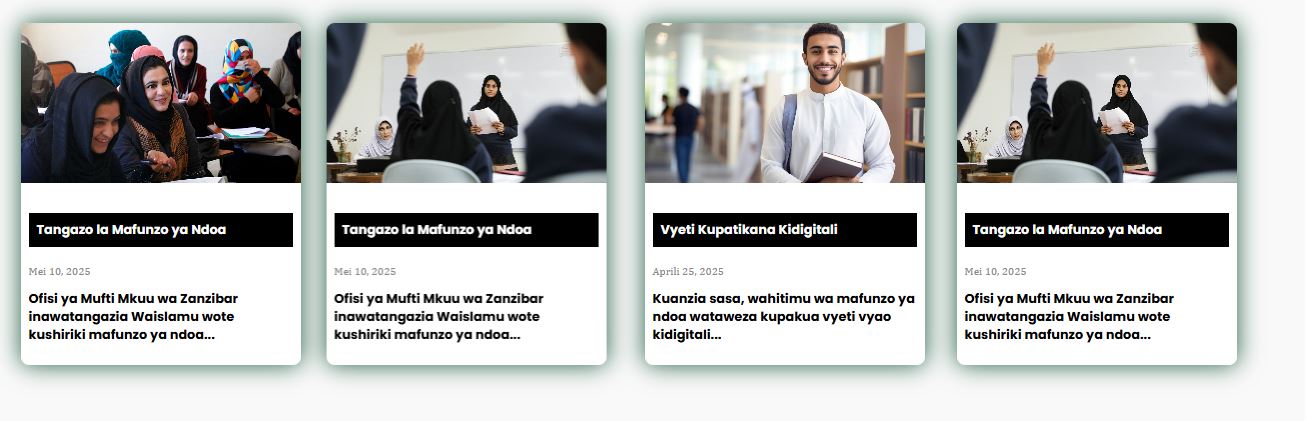 Tangazo la Mafunzo ya Ndoa
Mei 10, 2025
Ofisi ya Mufti Mkuu wa Zanzibar
inawatangazia Waislamu wote
kushiriki mafunzo ya ndoa...
Tangazo la Mafunzo ya Ndoa
Mei 10, 2025
Ofisi ya Mufti Mkuu wa Zanzibar
inawatangazia Waislamu wote
kushiriki mafunzo ya ndoa...
Vyeti Kupatikana Kidigitali
Aprili 25, 2025
Kuanzia sasa, wahitimu wa mafunzo ya
ndoa wataweza kupakua vyeti vyao
kidigitali...
Tangazo la Mafunzo ya Ndoa
Mei 10, 2025
Ofisi ya Mufti Mkuu wa Zanzibar
inawatangazia Waislamu wote
kushiriki mafunzo ya ndoa...